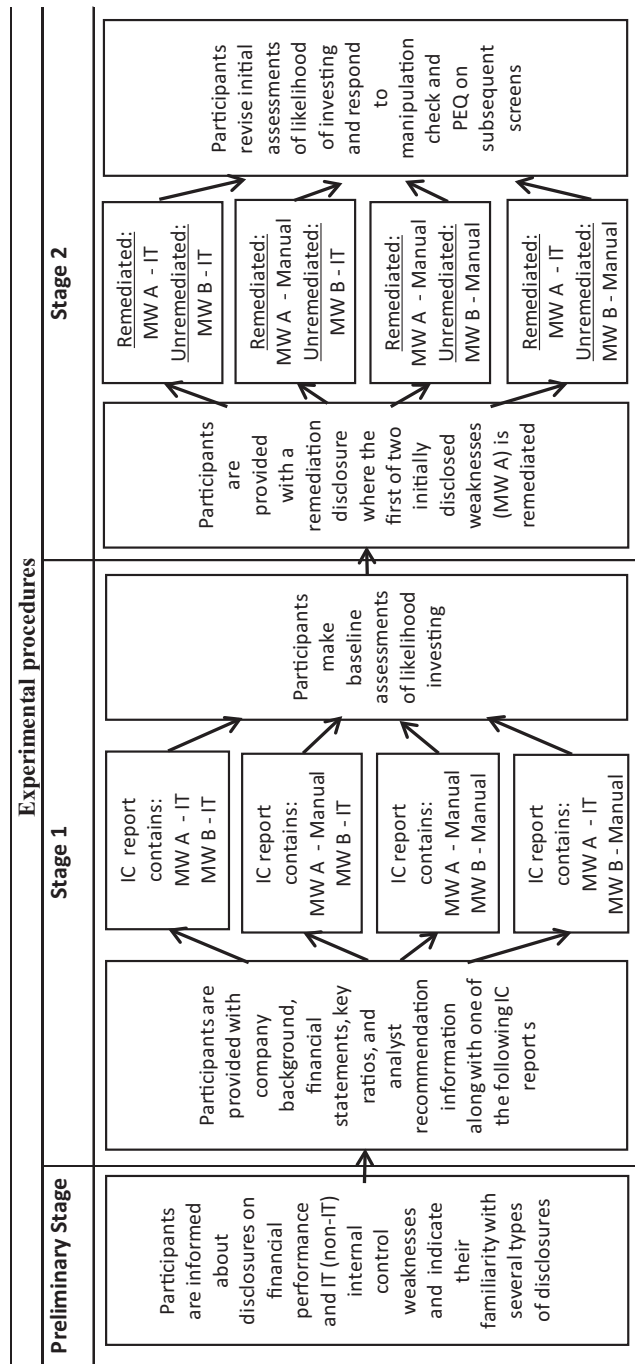 Experimental procedures
Preliminary Stage
Participants
are informed
about
disclosures on
financial
performance
and IT (non-IT)
internal
control
weaknesses
and indicate
their
familiarity with
several types
of disclosures
Stage 1
Participants are
provided with
company
background,
financial
statements, key
ratios, and
analyst
recommendation
information
along with one of
the following IC
reports
IC report
contains:
MW A - IT
MW B - IT
IC report
contains:
MW A - Manual
MW B - IT
IC report
contains:
MW A - Manual
MW B - Manual
IC report
contains:
MW A - IT
MW B - Manual
Participants
make
baseline
assessments
of likelihood
investing
Stage 2
Participants
are
provided
with a
remediation
disclosure
where the
first of two
initially
disclosed
weaknesses
(MW A) is
remediated
Remediated:
MW A - IT
Unremediated:
MW B - IT
Remediated:
MW A - Manual
Unremediated:
MW B - IT
Remediated:
MW A - Manual
Unremediated:
MW B - Manual
Remediated:
MW A - IT
Unremediated:
MW B - Manual
Participants
revise initial
assessments
of likelihood
of investing
and respond
to
manipulation
check and
PEQ on
subsequent
screens